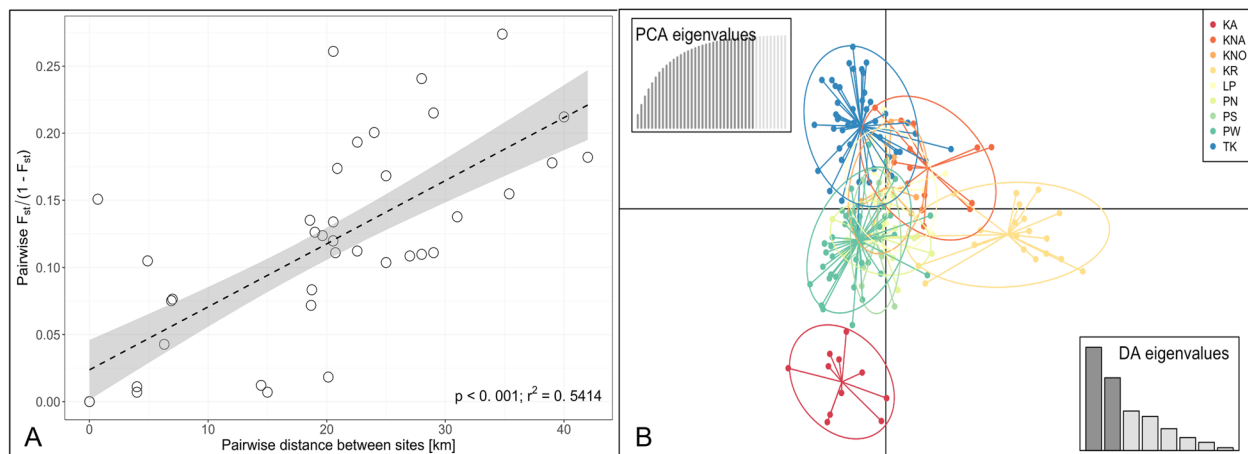 0.25
0.20
0.15
0.10
0.05
0.00
Pairwise Fst/(1 - Fst)
0
10
20
30
40
Pairwise distance between sites [km]
p < 0. 001; r² = 0. 5414
A
PCA eigenvalues
KA
KNA
KNO
KR
LP
PN
PS
PW
TK
DA eigenvalues
B